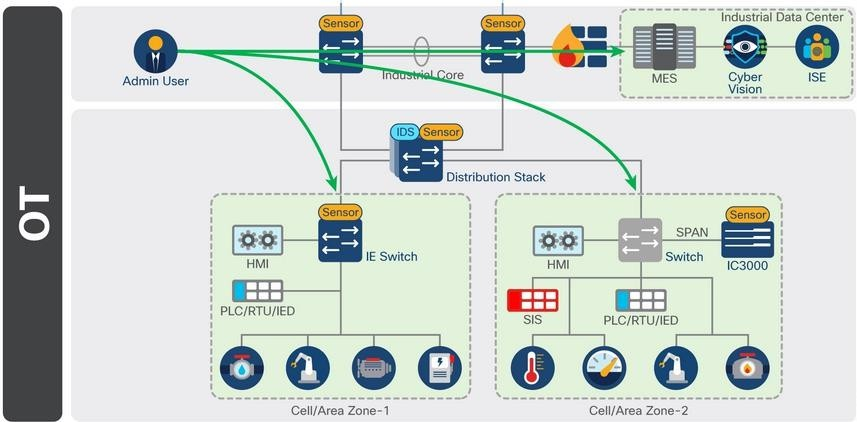 OT
Sensor
Sensor
Industrial Data Center
Admin User
Industrial Core
MES
Cyber
Vision
ISE
IDS
Sensor
Distribution Stack
Sensor
HMI
IE Switch
PLC/RTU/IED
Cell/Area Zone-1
Sensor
SPAN
HMI
Switch
IC3000
SIS
PLC/RTU/IED
Cell/Area Zone-2